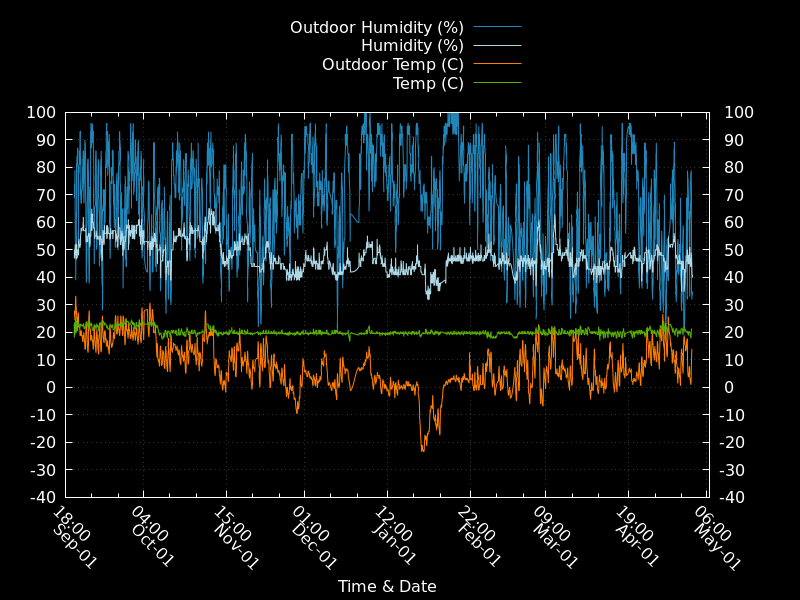 Outdoor Humidity (%)
Humidity (%)
Outdoor Temp (C)
Temp (C)
100 100
90 90
80 80
70 70
60 60
50 50
40 40
30 30
20 20
10 10
0 0
-10 -10
-20 -20
-30 -30
-40 -40
18:00 04:00 15:00 01:00 12:00 22:00 09:00 19:00 06:00
Sep-01 Oct-01 Nov-01 Dec-01 Jan-01 Feb-01 Mar-01 Apr-01 May-01
Time & Date